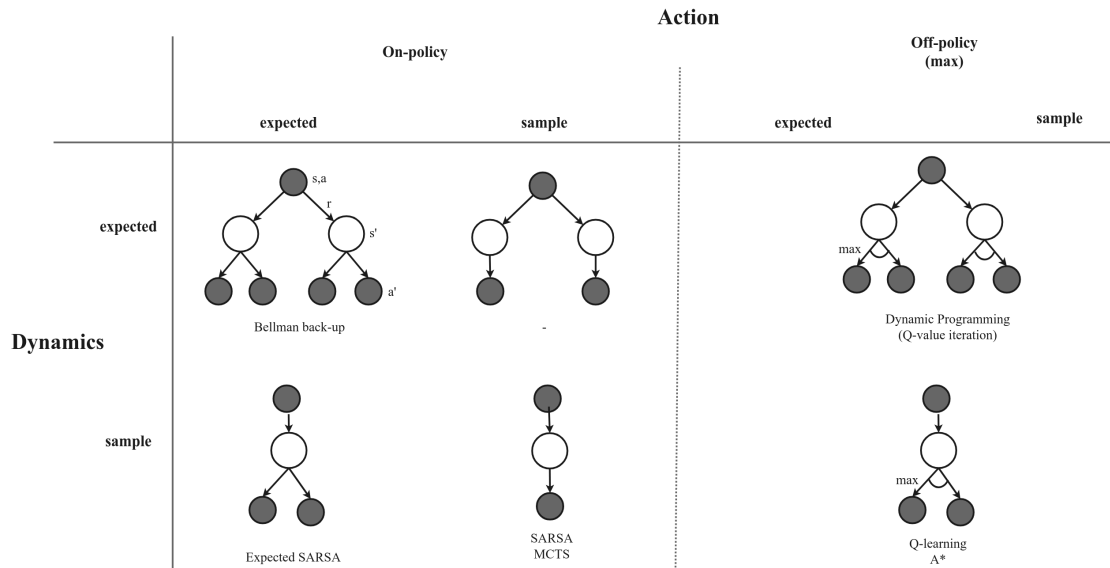 Action
On-policy
Off-policy
(max)
expected
sample
expected
sample
Dynamics
expected
s,a
r
s'
a'
Bellman back-up
-
max
Dynamic Programming
(Q-value iteration)
sample
Expected SARSA
SARSA
MCTS
max
Q-learning
A*